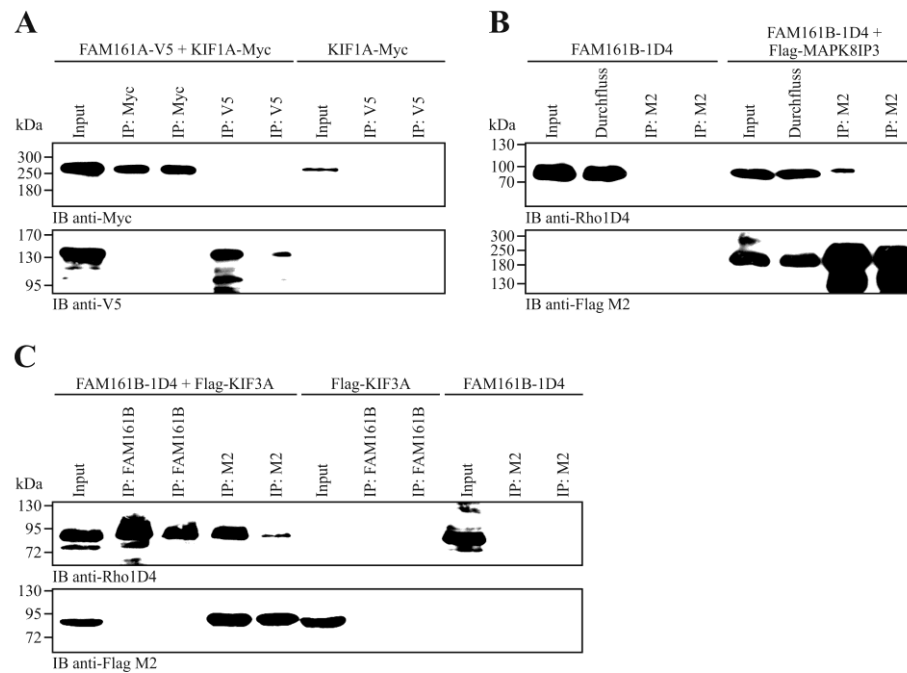 A
FAM161A-V5 + KIF1A-Myc
KIF1A-Myc
kDa
Input
IP: Myc
IP: Myc
IP: V5
IP: V5
Input
IP: V5
IP: V5
300
250
180
IB anti-Myc
170
130
95
IB anti-V5
B
FAM161B-1D4
FAM161B-1D4 +
Flag-MAPK8IP3
kDa
Input
Durchfluss
IP: M2
IP: M2
Input
Durchfluss
IP: M2
IP: M2
130
100
70
IB anti-Rho1D4
300
250
180
130
IB anti-Flag M2
C
FAM161B-1D4 + Flag-KIF3A
Flag-KIF3A
FAM161B-1D4
kDa
Input
IP: FAM161B
IP: FAM161B
IP: M2
IP: M2
Input
IP: FAM161B
IP: FAM161B
Input
IP: M2
IP: M2
130
95
72
IB anti-Rho1D4
130
95
72
IB anti-Flag M2